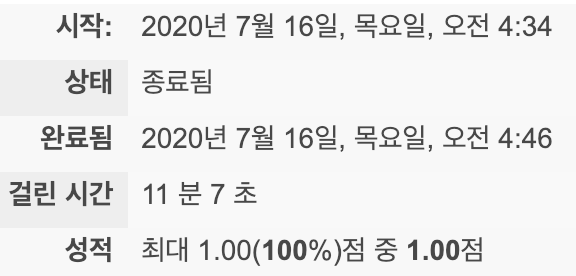 시작: 2020년 7월 16일, 목요일, 오전 4:34
상태 종료됨
완료됨 2020년 7월 16일, 목요일, 오전 4:46
걸린 시간 11 분 7 초
성적 최대 1.00(100%)점 중 1.00점